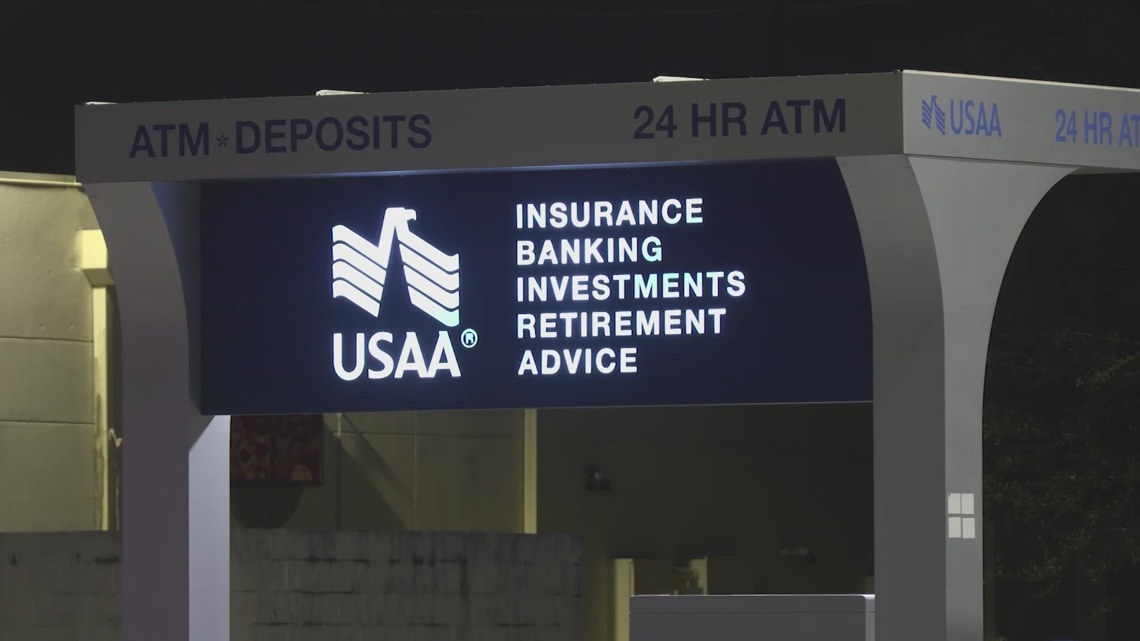 ATM*DEPOSITS 24 HR ATM
USAA 24 HR AT
USAA®
INSURANCE
BANKING
INVESTMENTS
RETIREMENT
ADVICE